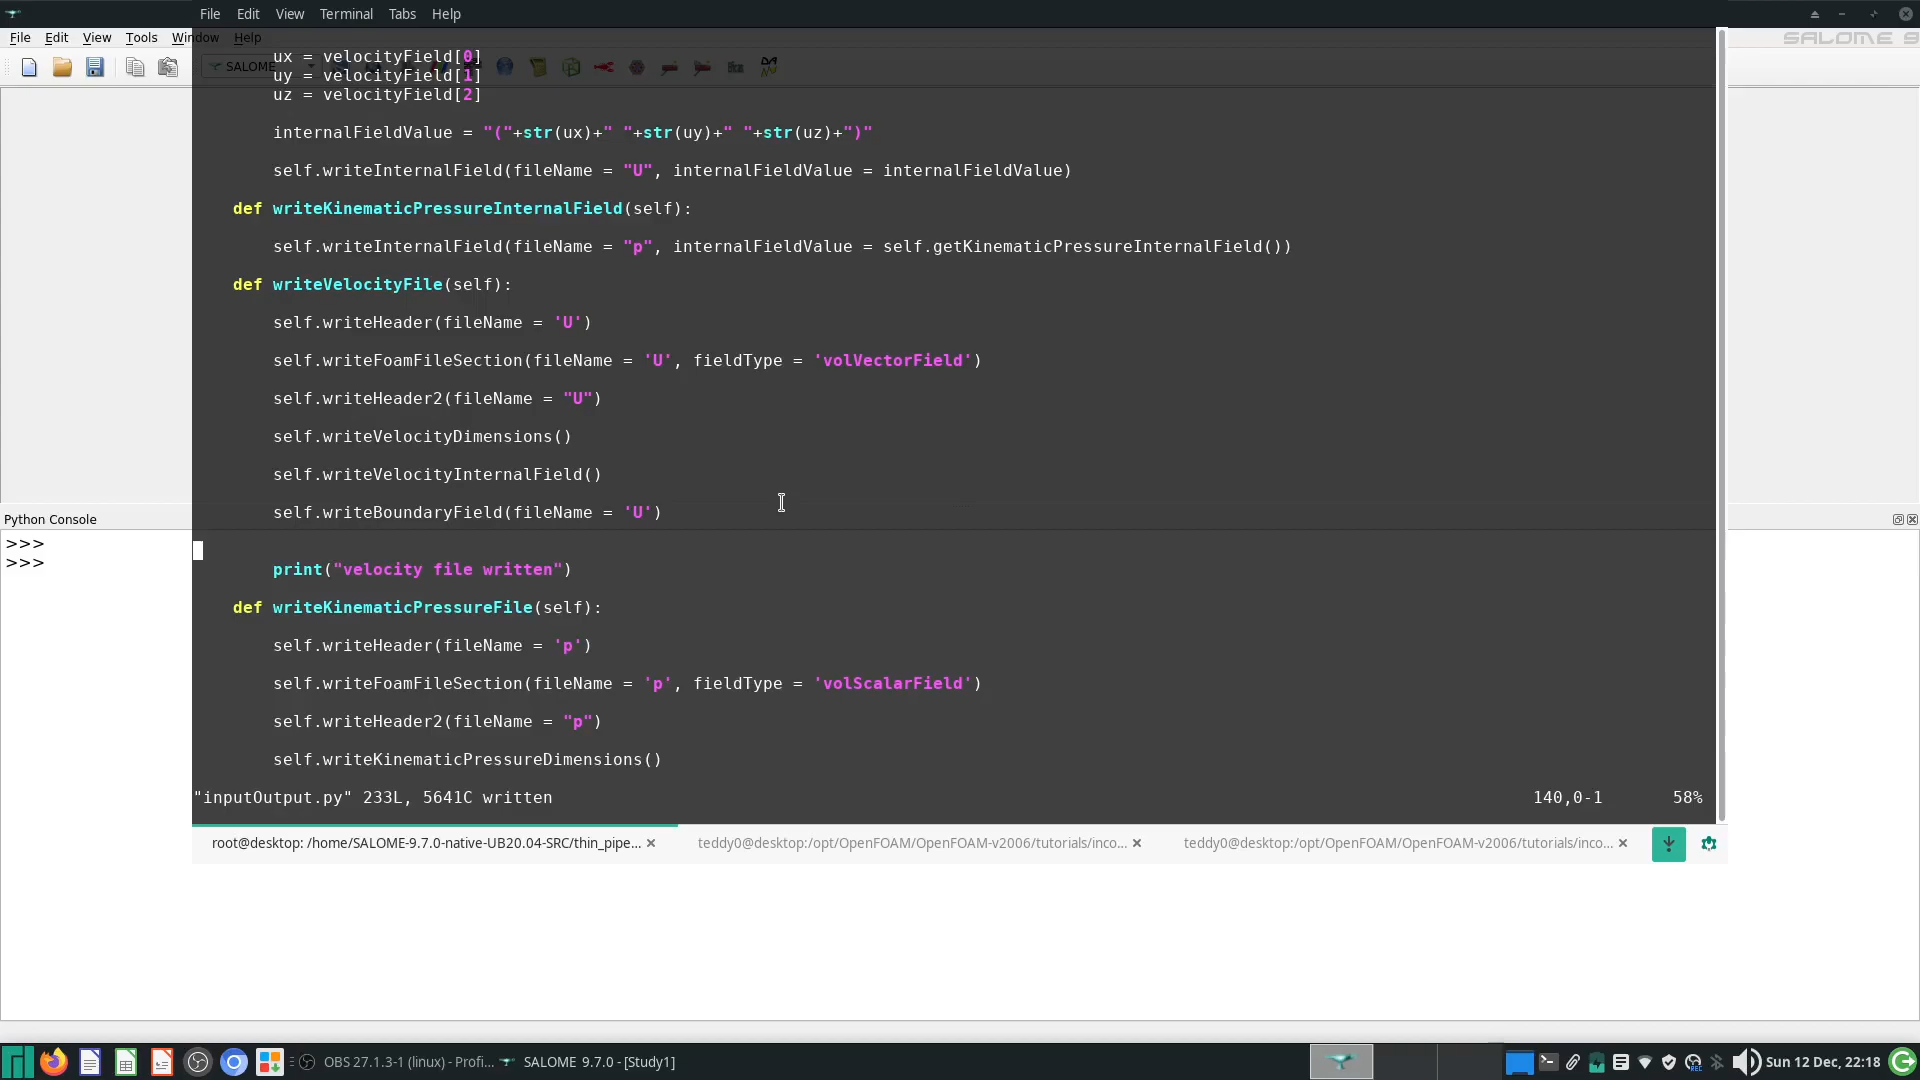 File Edit View Terminal Tabs Help
File Edit View Tools Window Help
SALOME 9
SALOME
ux = velocityField[0]
uy = velocityField[1]
uz = velocityField[2]
internalFieldValue = "("+str(ux)+" "+str(uy)+" "+str(uz)+")"
self.writeInternalField(fileName = "U", internalFieldValue = internalFieldValue)
def writeKinematicPressureInternalField(self):
self.writeInternalField(fileName = "p", internalFieldValue = self.getKinematicPressureInternalField())
def writeVelocityFile(self):
self.writeHeader(fileName = 'U')
self.writeFoamFileSection(fileName = 'U', fieldType = 'volVectorField')
self.writeHeader2(fileName = "U")
self.writeVelocityDimensions()
self.writeVelocityInternalField()
self.writeBoundaryField(fileName = 'U')
Python Console
>>>
>>>
print("velocity file written")
def writeKinematicPressureFile(self):
self.writeHeader(fileName = 'p')
self.writeFoamFileSection(fileName = 'p', fieldType = 'volScalarField')
self.writeHeader2(fileName = "p")
self.writeKinematicPressureDimensions()
"inputOutput.py" 233L, 5641C written 140,0-1 58%
root@desktop: /home/SALOME-9.7.0-native-UB20.04-SRC/thin_pipe... teddy0@desktop:/opt/OpenFOAM/OpenFOAM-v2006/tutorials/inco... teddy0@desktop:/opt/OpenFOAM/OpenFOAM-v2006/tutorials/inco...
OBS 27.1.3-1 (linux) - Profi... SALOME 9.7.0 - [Study1] Sun 12 Dec, 22:18